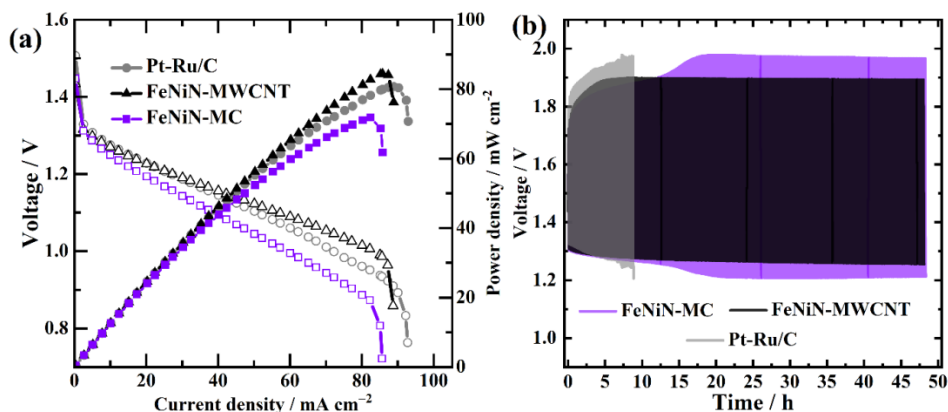 (a)
1.6
1.4
1.2
1.0
0.8
Voltage / V
100
80
60
40
20
0
Power density / mW cm⁻²
Pt-Ru/C
FeNiN-MWCNT
FeNiN-MC
0 20 40 60 80 100
Current density / mA cm⁻²
(b)
2.0
1.8
1.6
1.4
1.2
1.0
Voltage / V
FeNiN-MC FeNiN-MWCNT
Pt-Ru/C
0 5 10 15 20 25 30 35 40 45 50
Time / h